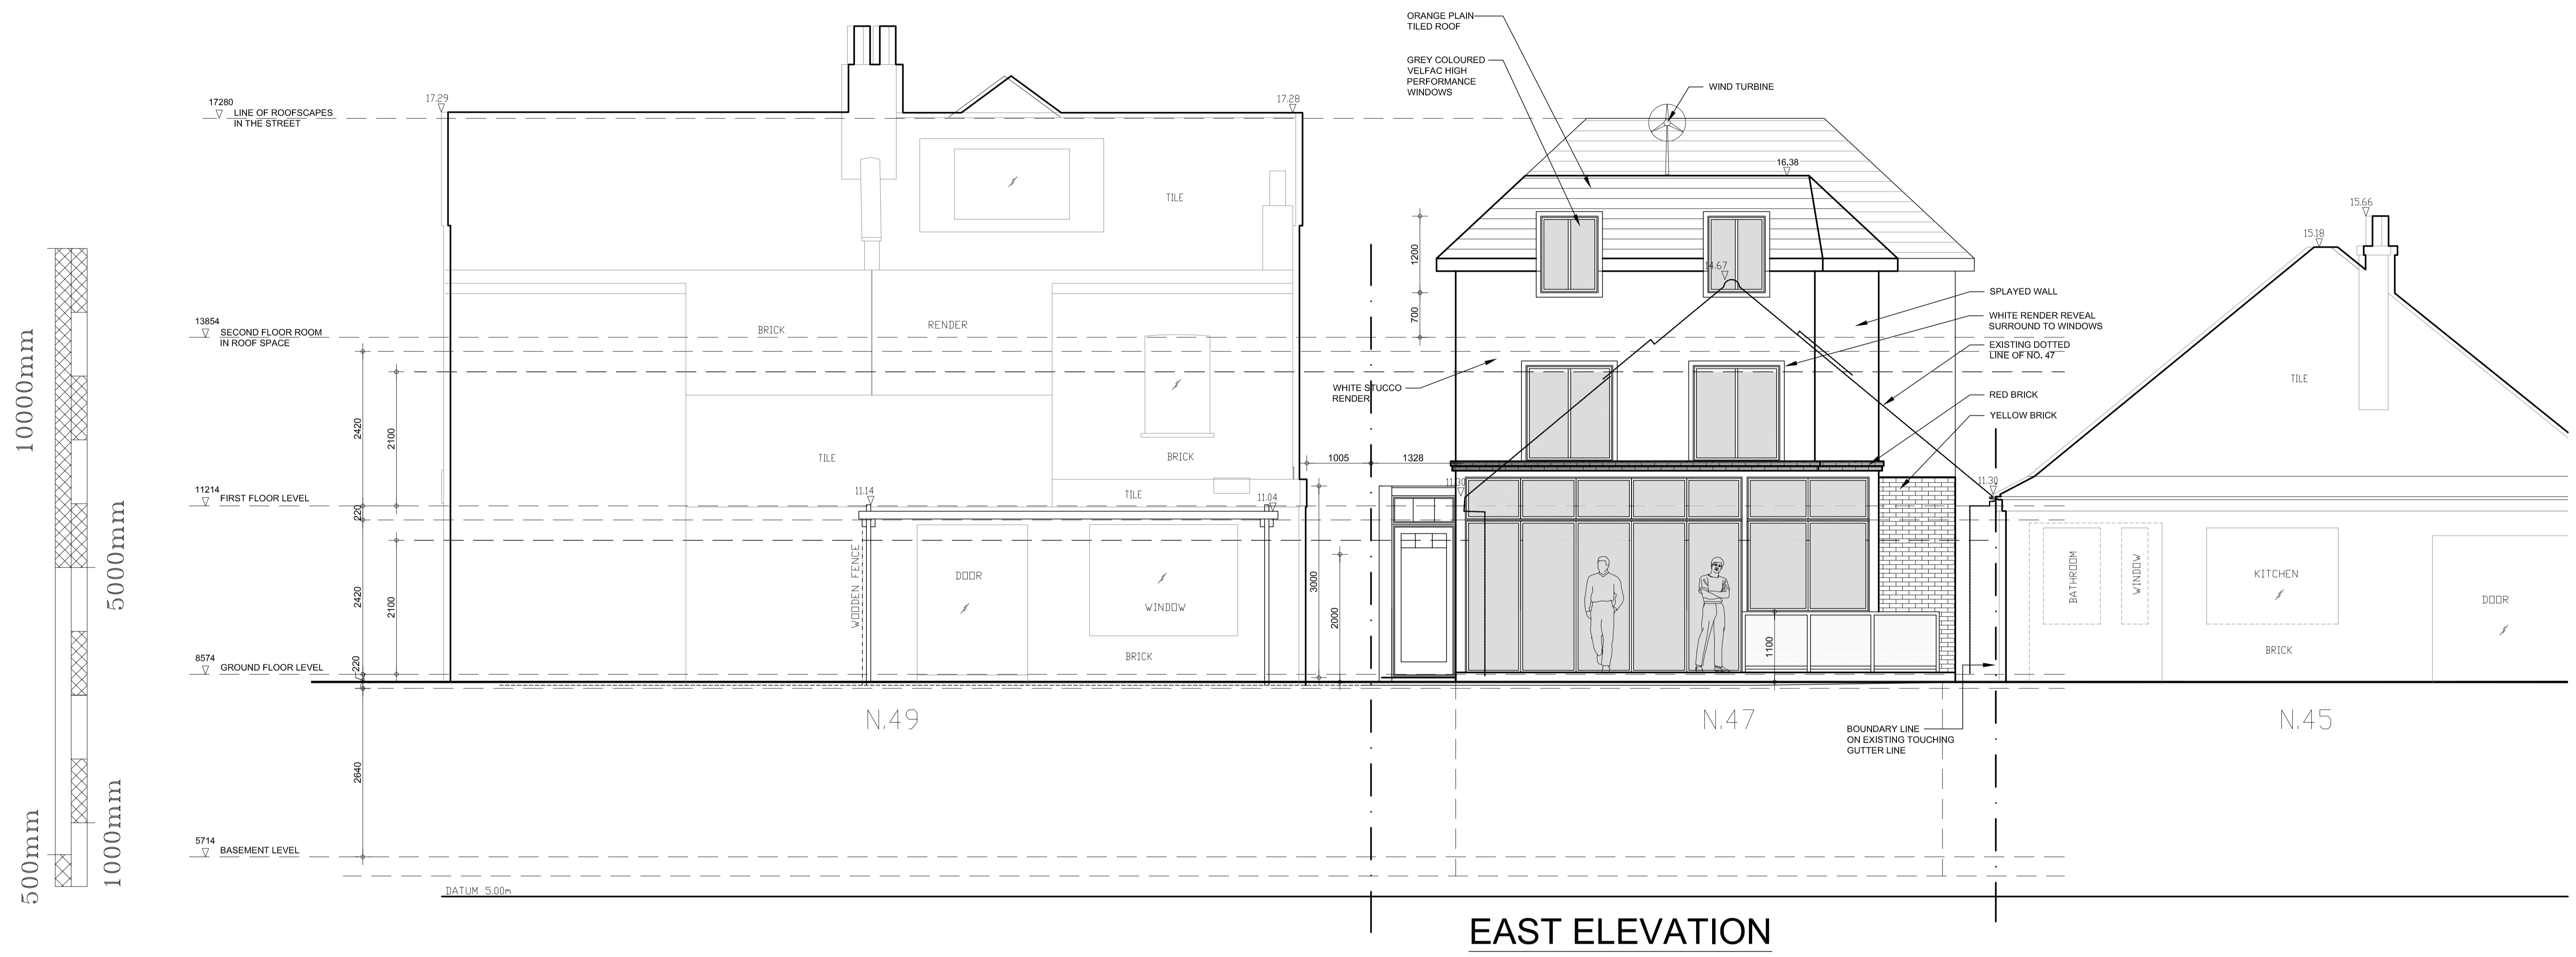 10000mm
5000mm
500mm
1000mm
17280
LINE OF ROOFSCAPES
IN THE STREET
13854
SECOND FLOOR ROOM
IN ROOF SPACE
11214
FIRST FLOOR LEVEL
8574
GROUND FLOOR LEVEL
5714
BASEMENT LEVEL
2420
2100
220
2420
2100
220
2640
17.29
17.28
TILE
BRICK
RENDER
TILE
BRICK
TILE
11.14
11.04
WOODEN FENCE
DOOR
WINDOW
BRICK
N.49
DATUM 5.00m
1005
1328
3000
2000
ORANGE PLAIN
TILED ROOF
GREY COLOURED
VELFAC HIGH
PERFORMANCE
WINDOWS
WIND TURBINE
16.38
1200
700
14.67
WHITE STUCCO
RENDER
SPLAYED WALL
WHITE RENDER REVEAL
SURROUND TO WINDOWS
EXISTING DOTTED
LINE OF NO. 47
RED BRICK
YELLOW BRICK
11.30
11.30
1100
N.47
BOUNDARY LINE
ON EXISTING TOUCHING
GUTTER LINE
15.66
15.18
TILE
BATHROOM
WINDOW
KITCHEN
BRICK
DOOR
N.45
EAST ELEVATION